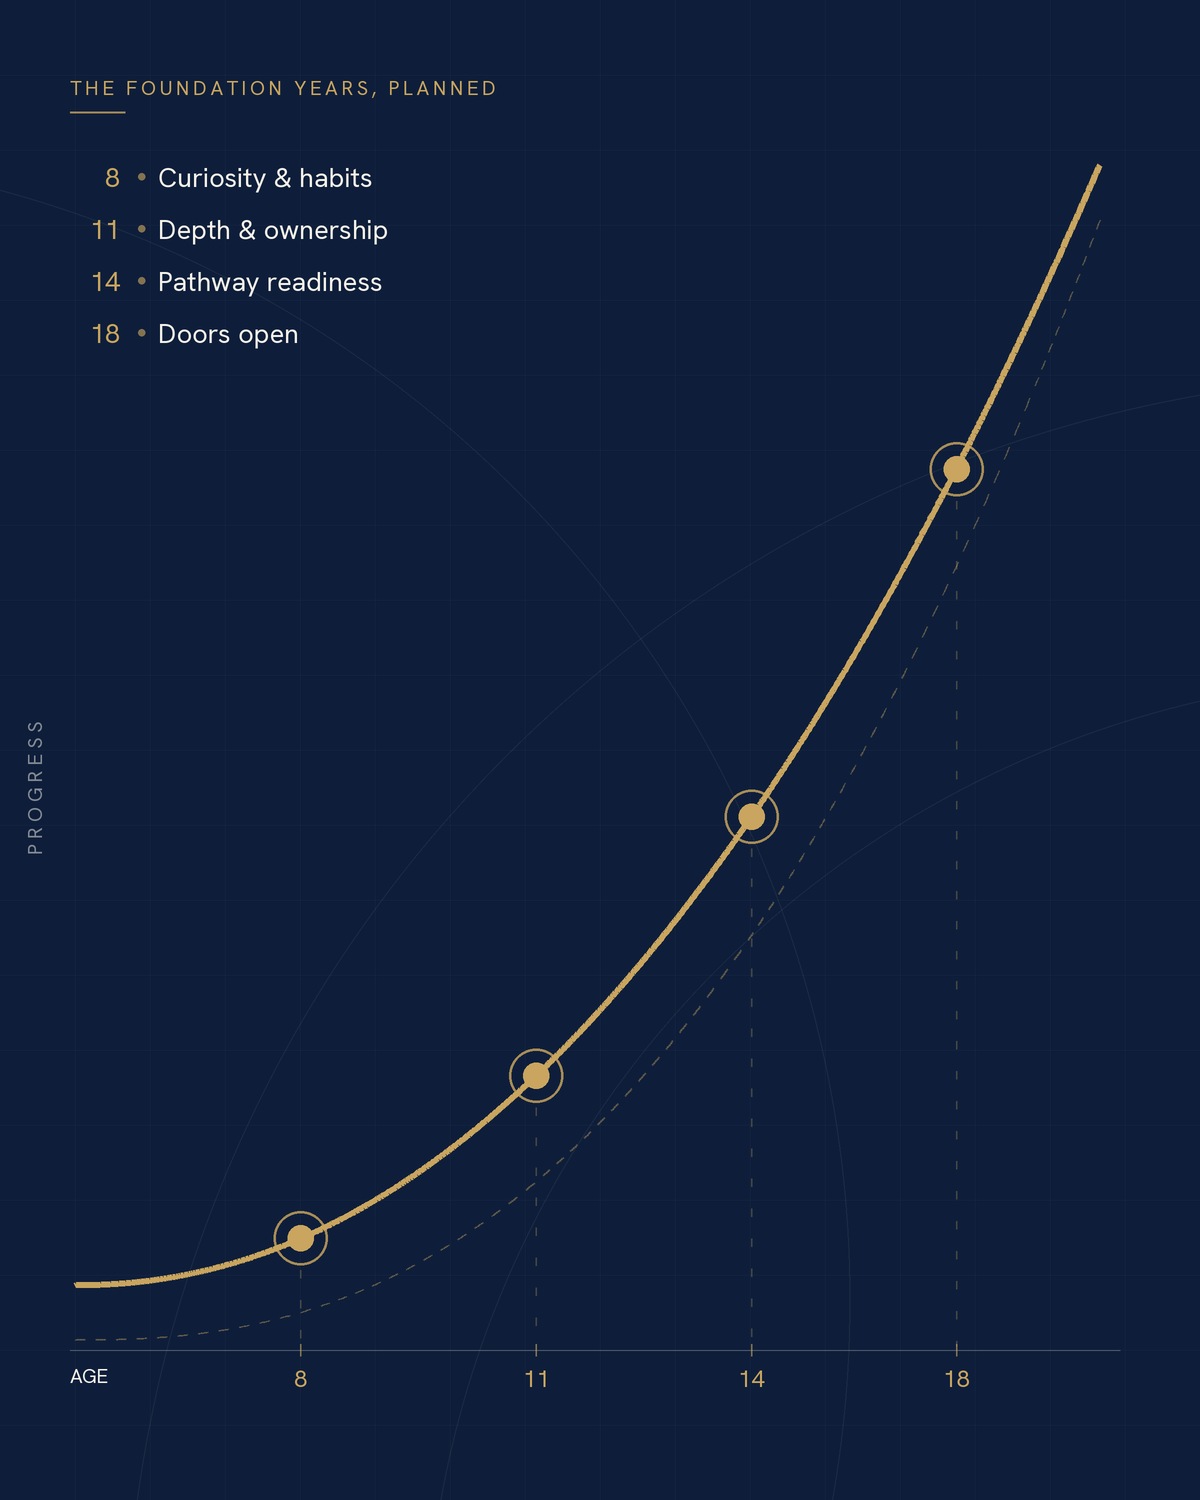 THE FOUNDATION YEARS, PLANNED
8 • Curiosity & habits
11 • Depth & ownership
14 • Pathway readiness
18 • Doors open
PROGRESS
AGE 8 11 14 18